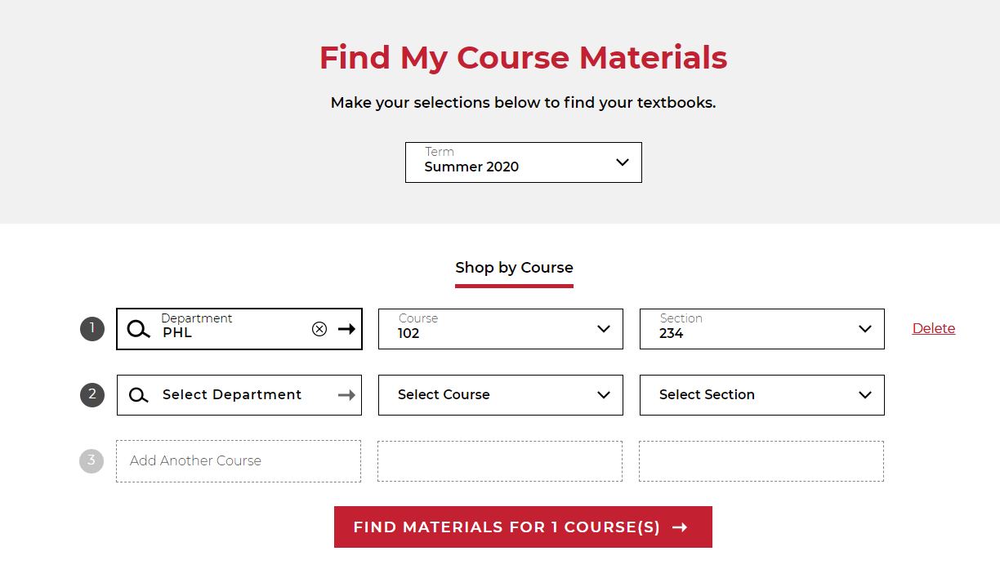 Find My Course Materials
Make your selections below to find your textbooks.
Term
Summer 2020
Shop by Course
1 Department PHL Course 102 Section 234 Delete
2 Select Department Select Course Select Section
3 Add Another Course
FIND MATERIALS FOR 1 COURSE(S)